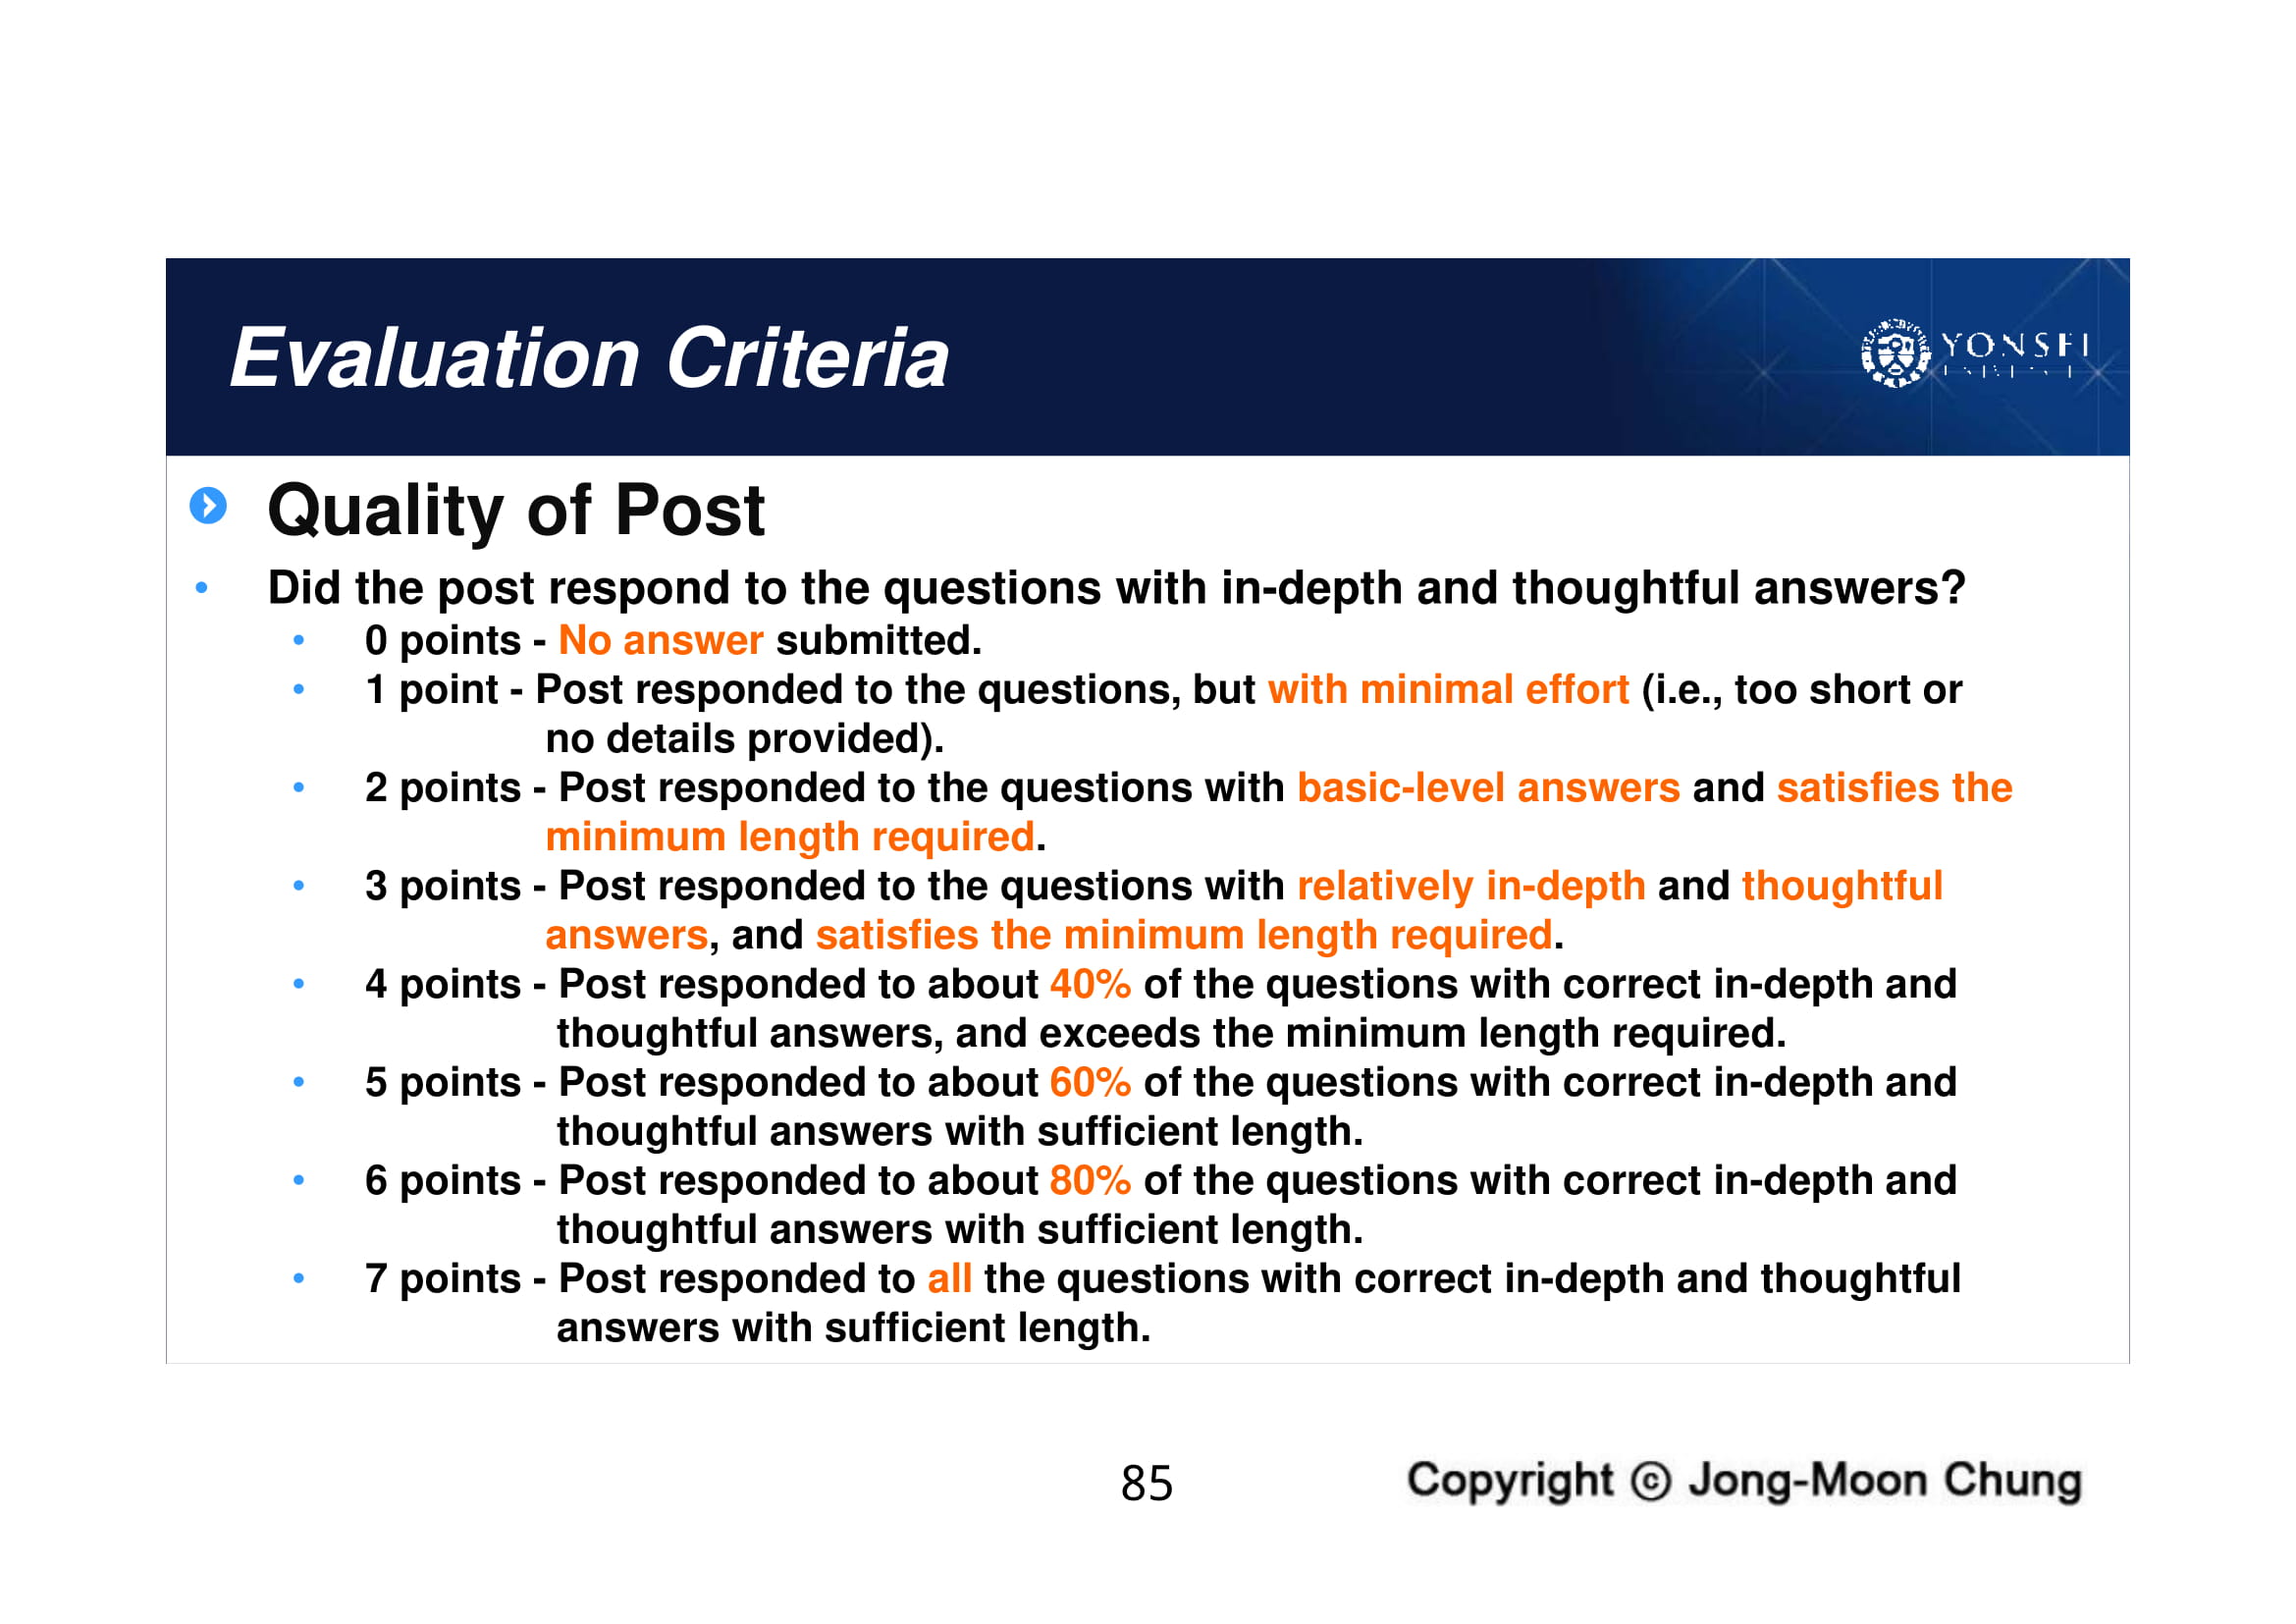 Evaluation Criteria
YONSEI
Quality of Post
• Did the post respond to the questions with in-depth and thoughtful answers?
• 0 points - No answer submitted.
• 1 point - Post responded to the questions, but with minimal effort (i.e., too short or
no details provided).
• 2 points - Post responded to the questions with basic-level answers and satisfies the
minimum length required.
• 3 points - Post responded to the questions with relatively in-depth and thoughtful
answers, and satisfies the minimum length required.
• 4 points - Post responded to about 40% of the questions with correct in-depth and
thoughtful answers, and exceeds the minimum length required.
• 5 points - Post responded to about 60% of the questions with correct in-depth and
thoughtful answers with sufficient length.
• 6 points - Post responded to about 80% of the questions with correct in-depth and
thoughtful answers with sufficient length.
• 7 points - Post responded to all the questions with correct in-depth and thoughtful
answers with sufficient length.
85
Copyright © Jong-Moon Chung